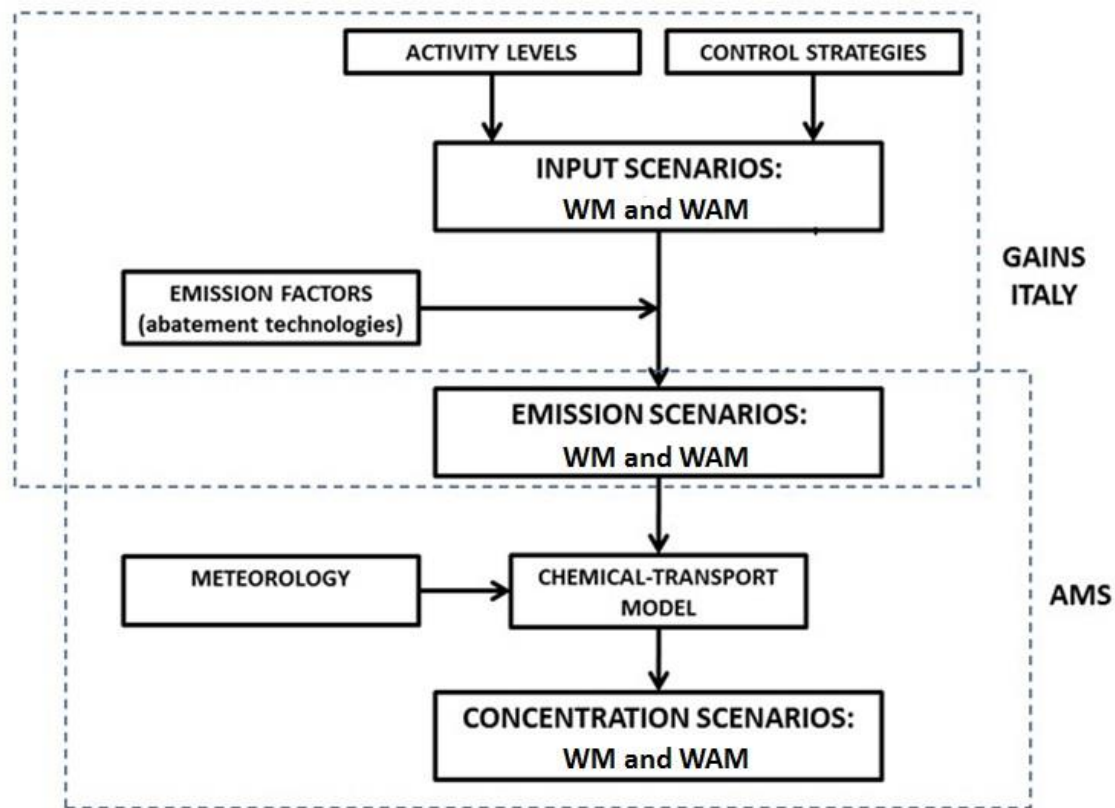 ACTIVITY LEVELS
CONTROL STRATEGIES
INPUT SCENARIOS:
WM and WAM
GAINS
ITALY
EMISSION FACTORS
(abatement technologies)
EMISSION SCENARIOS:
WM and WAM
METEOROLOGY
CHEMICAL-TRANSPORT
MODEL
AMS
CONCENTRATION SCENARIOS:
WM and WAM